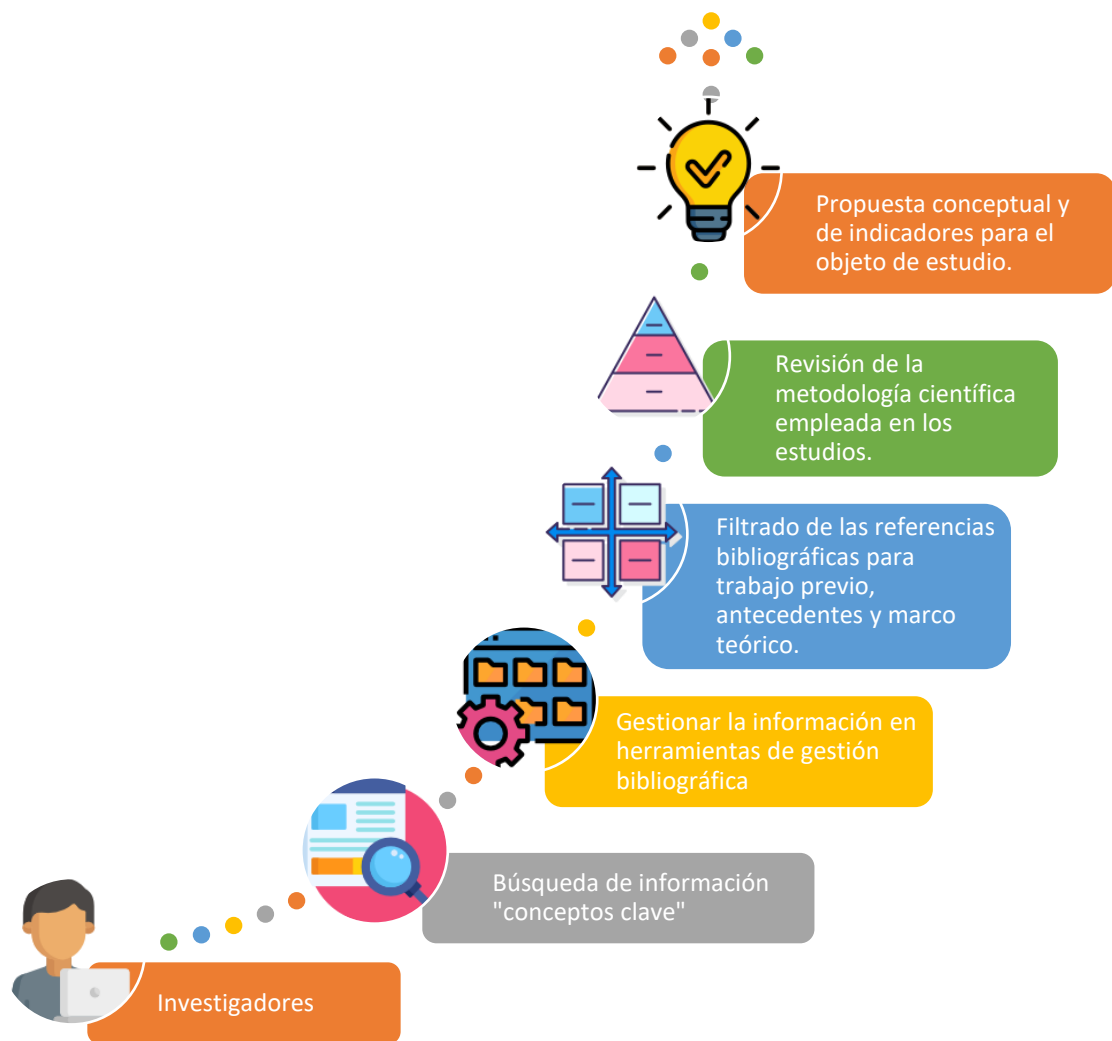 Propuesta conceptual y
de indicadores para el
objeto de estudio.
Revisión de la
metodología científica
empleada en los
estudios.
Filtrado de las referencias
bibliográficas para
trabajo previo,
antecedentes y marco
teórico.
Gestionar la información en
herramientas de gestión
bibliográfica
Búsqueda de información
"conceptos clave"
Investigadores